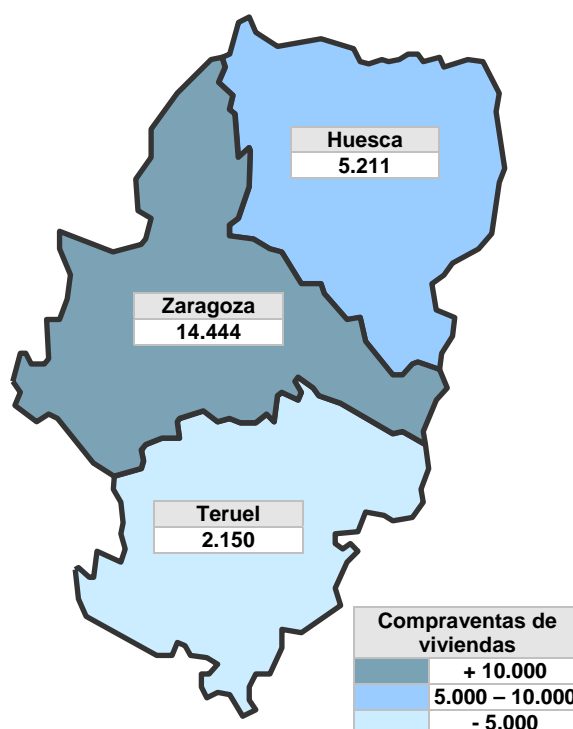 Huesca
5.211
Zaragoza
14.444
Teruel
2.150
Compraventas de
viviendas
+ 10.000
5.000 – 10.000
- 5.000